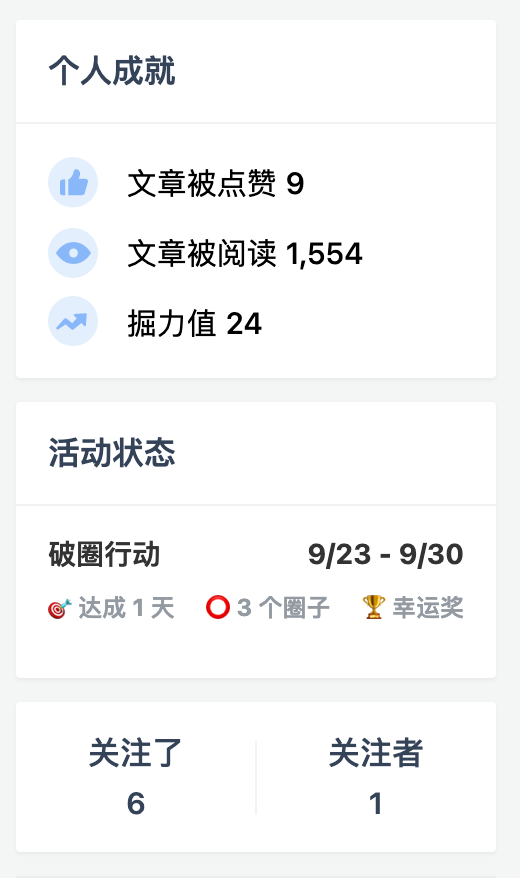 个人成就
文章被点赞 9
文章被阅读 1,554
掘力值 24
活动状态
破圈行动 9/23 - 9/30
达成 1 天 3 个圈子 幸运奖
关注了 关注者
6 1